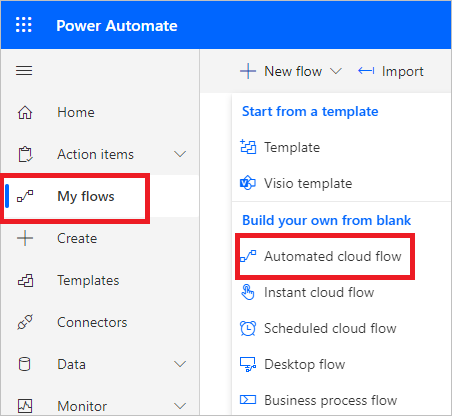 Power Automate
New flow
Import
Home
Action items
My flows
Create
Templates
Connectors
Data
Monitor
Start from a template
Template
Visio template
Build your own from blank
Automated cloud flow
Instant cloud flow
Scheduled cloud flow
Desktop flow
Business process flow